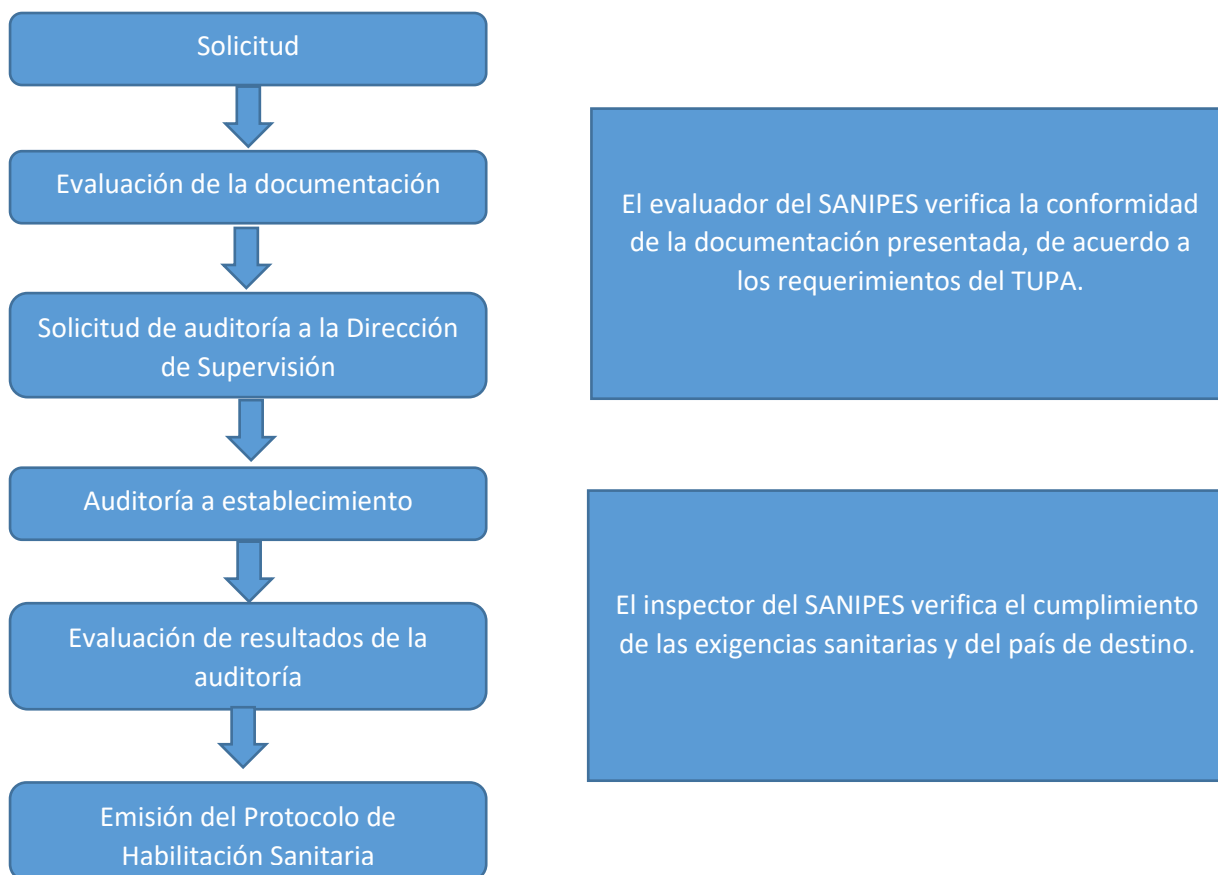 Solicitud
Evaluación de la documentación
Solicitud de auditoría a la Dirección
de Supervisión
Auditoría a establecimiento
Evaluación de resultados de la
auditoría
Emisión del Protocolo de
Habilitación Sanitaria
El evaluador del SANIPES verifica la conformidad
de la documentación presentada, de acuerdo a
los requerimientos del TUPA.
El inspector del SANIPES verifica el cumplimiento
de las exigencias sanitarias y del país de destino.